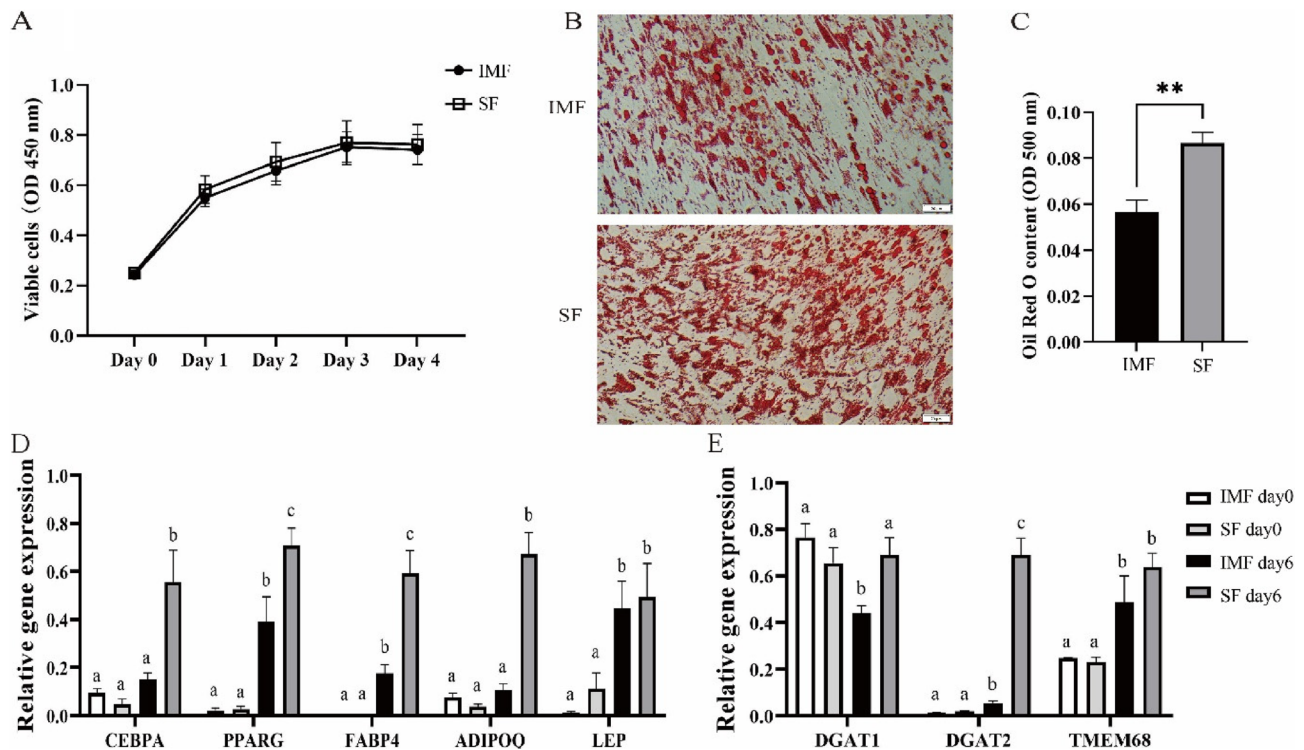 A
Viable cells (OD 450 nm)
1.0
0.8
0.6
0.4
0.2
0.0
Day 0 Day 1 Day 2 Day 3 Day 4
IMF
SF
B
IMF
SF
C
**
Oil Red O content (OD 500 nm)
0.10
0.08
0.06
0.04
0.02
0.00
IMF SF
D
Relative gene expression
1.0
0.8
0.6
0.4
0.2
0.0
a a a b
a a b c
a a b c
a a a b
a a b b
CEBPA PPARG FABP4 ADIPOQ LEP
E
Relative gene expression
1.0
0.8
0.6
0.4
0.2
0.0
a a b a
a a b c
a a b b
DGAT1 DGAT2 TMEM68
IMF day0
SF day0
IMF day6
SF day6